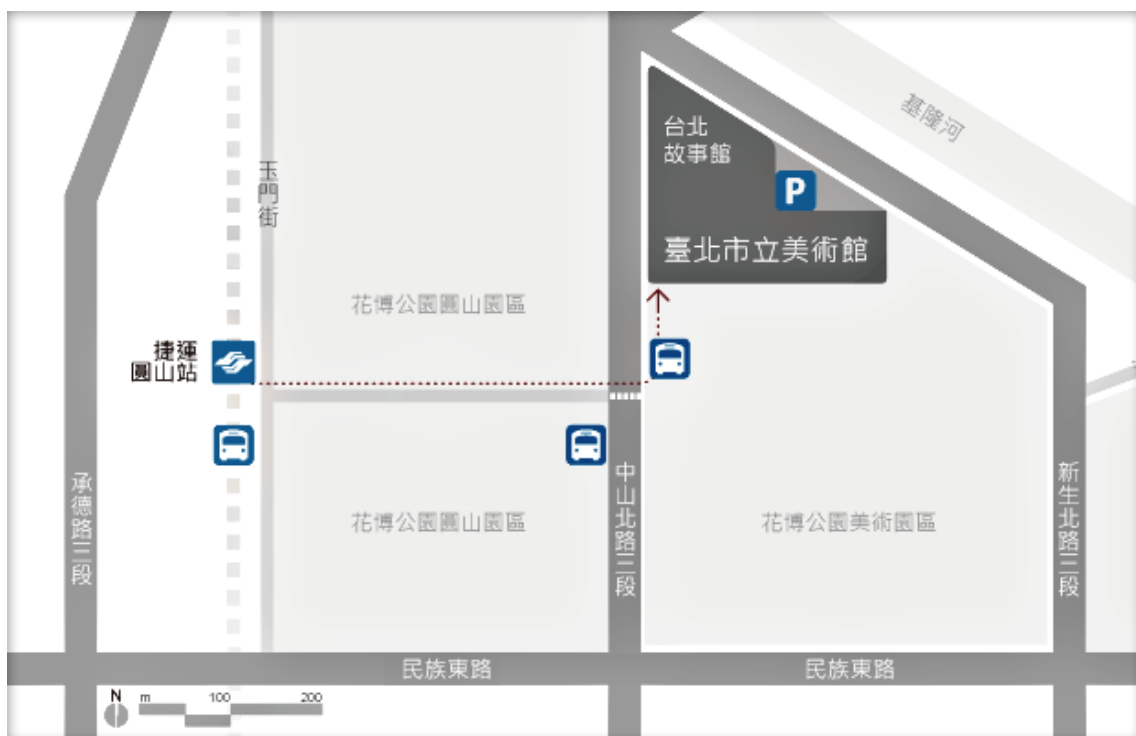 基隆河
台北
故事館
P
臺北市立美術館
玉門街
花博公園圓山園區
捷運
圓山站
承德路三段
花博公園圓山園區
中山北路三段
花博公園美術園區
新生北路三段
民族東路
民族東路
N
m 100 200